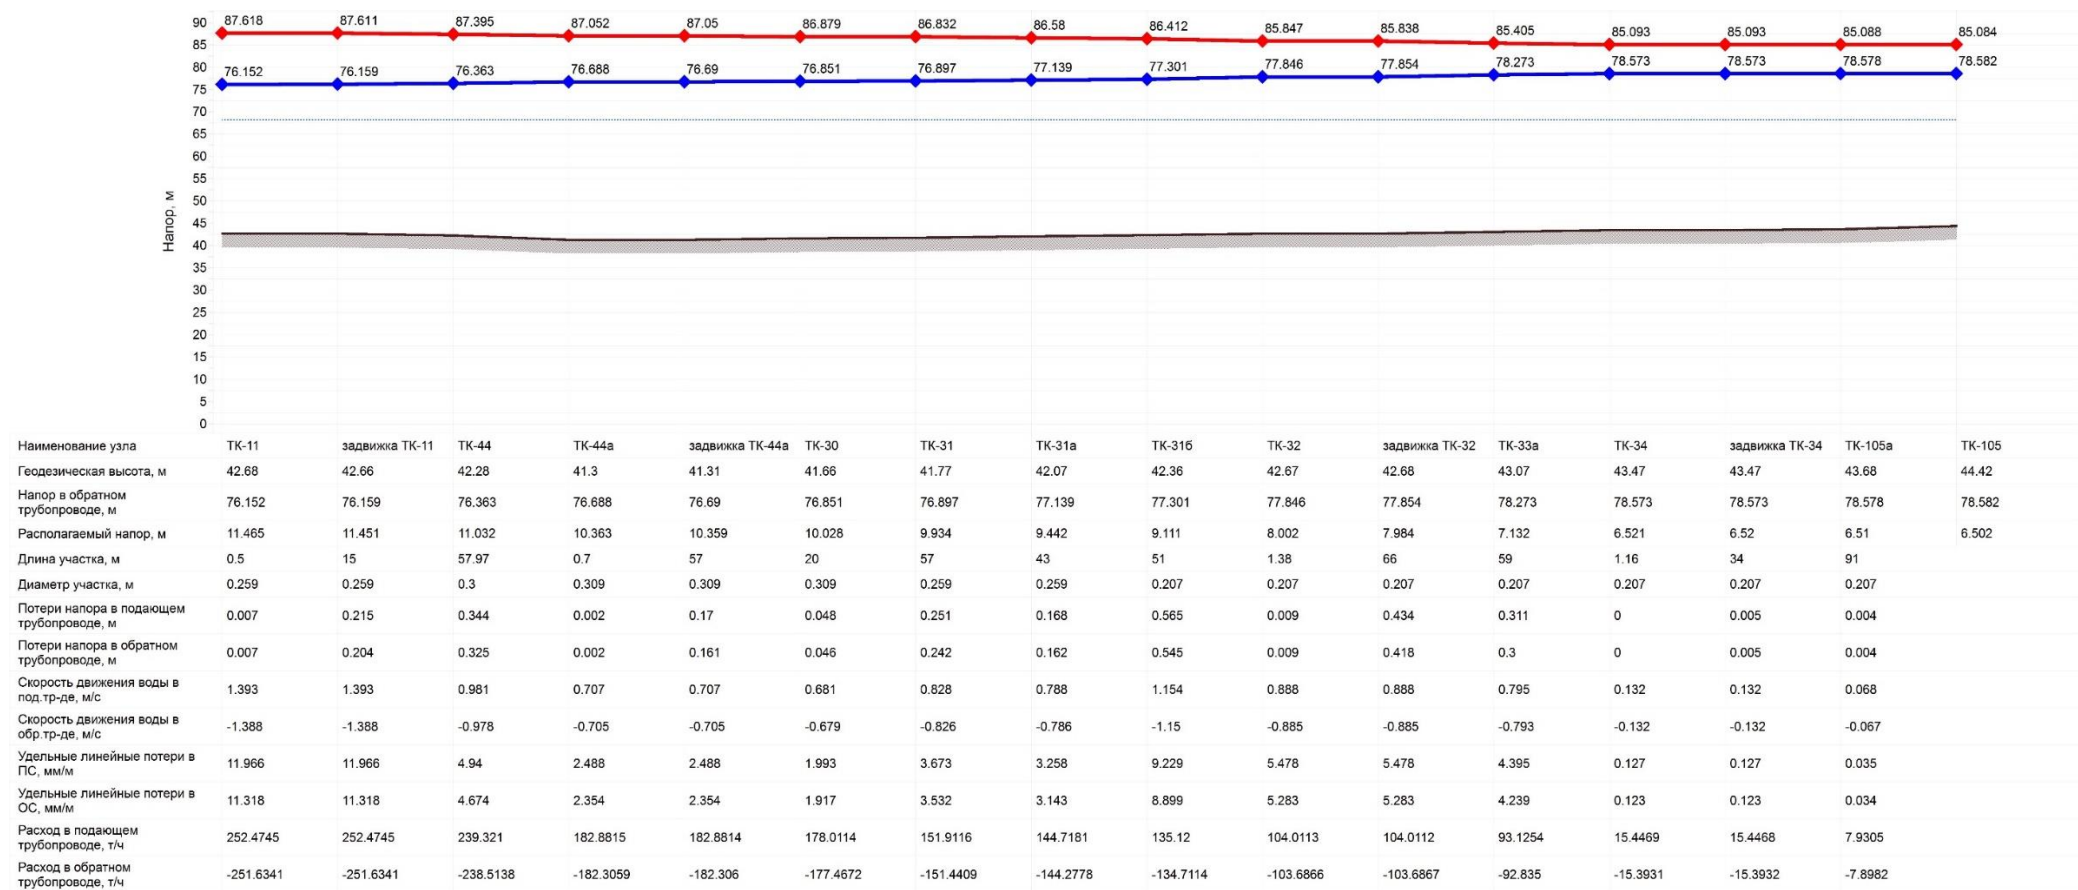 90 87.618 87.611 87.395 87.052 87.05 86.879 86.832 86.58 86.412 85.847 85.838 85.405 85.093 85.093 85.088 85.084
85
80 76.152 76.159 76.363 76.688 76.69 76.851 76.897 77.139 77.301 77.846 77.854 78.273 78.573 78.573 78.578 78.582
75
70
65
60
55
50
45
40
35
30
25
20
15
10
5
0
Напор, м
Наименование узла ТК-11 задвижка ТК-11 ТК-44 ТК-44а задвижка ТК-44а ТК-30 ТК-31 ТК-31а ТК-31б ТК-32 задвижка ТК-32 ТК-33а ТК-34 задвижка ТК-34 ТК-105а ТК-105
Геодезическая высота, м 42.68 42.66 42.28 41.3 41.31 41.66 41.77 42.07 42.36 42.67 42.68 43.07 43.47 43.47 43.68 44.42
Напор в обратном
трубопроводе, м 76.152 76.159 76.363 76.688 76.69 76.851 76.897 77.139 77.301 77.846 77.854 78.273 78.573 78.573 78.578 78.582
Располагаемый напор, м 11.465 11.451 11.032 10.363 10.359 10.028 9.934 9.442 9.111 8.002 7.984 7.132 6.521 6.52 6.51 6.502
Длина участка, м 0.5 15 57.97 0.7 57 20 57 43 51 1.38 66 59 1.16 34 91
Диаметр участка, м 0.259 0.259 0.3 0.309 0.309 0.309 0.259 0.259 0.207 0.207 0.207 0.207 0.207 0.207 0.207
Потери напора в подающем
трубопроводе, м 0.007 0.215 0.344 0.002 0.17 0.048 0.251 0.168 0.565 0.009 0.434 0.311 0 0.005 0.004
Потери напора в обратном
трубопроводе, м 0.007 0.204 0.325 0.002 0.161 0.046 0.242 0.162 0.545 0.009 0.418 0.3 0 0.005 0.004
Скорость движения воды в
под.тр-де, м/с 1.393 1.393 0.981 0.707 0.707 0.681 0.828 0.788 1.154 0.888 0.888 0.795 0.132 0.132 0.068
Скорость движения воды в
обр.тр-де, м/с -1.388 -1.388 -0.978 -0.705 -0.705 -0.679 -0.826 -0.786 -1.15 -0.885 -0.885 -0.793 -0.132 -0.132 -0.067
Удельные линейные потери в
ПС, мм/м 11.966 11.966 4.94 2.488 2.488 1.993 3.673 3.258 9.229 5.478 5.478 4.395 0.127 0.127 0.035
Удельные линейные потери в
ОС, мм/м 11.318 11.318 4.674 2.354 2.354 1.917 3.532 3.143 8.899 5.283 5.283 4.239 0.123 0.123 0.034
Расход в подающем
трубопроводе, т/ч 252.4745 252.4745 239.321 182.8815 182.8814 178.0114 151.9116 144.7181 135.12 104.0113 104.0112 93.1254 15.4469 15.4468 7.9305
Расход в обратном
трубопроводе, т/ч -251.6341 -251.6341 -238.5138 -182.3059 -182.306 -177.4672 -151.4409 -144.2778 -134.7114 -103.6866 -103.6867 -92.835 -15.3931 -15.3932 -7.8982